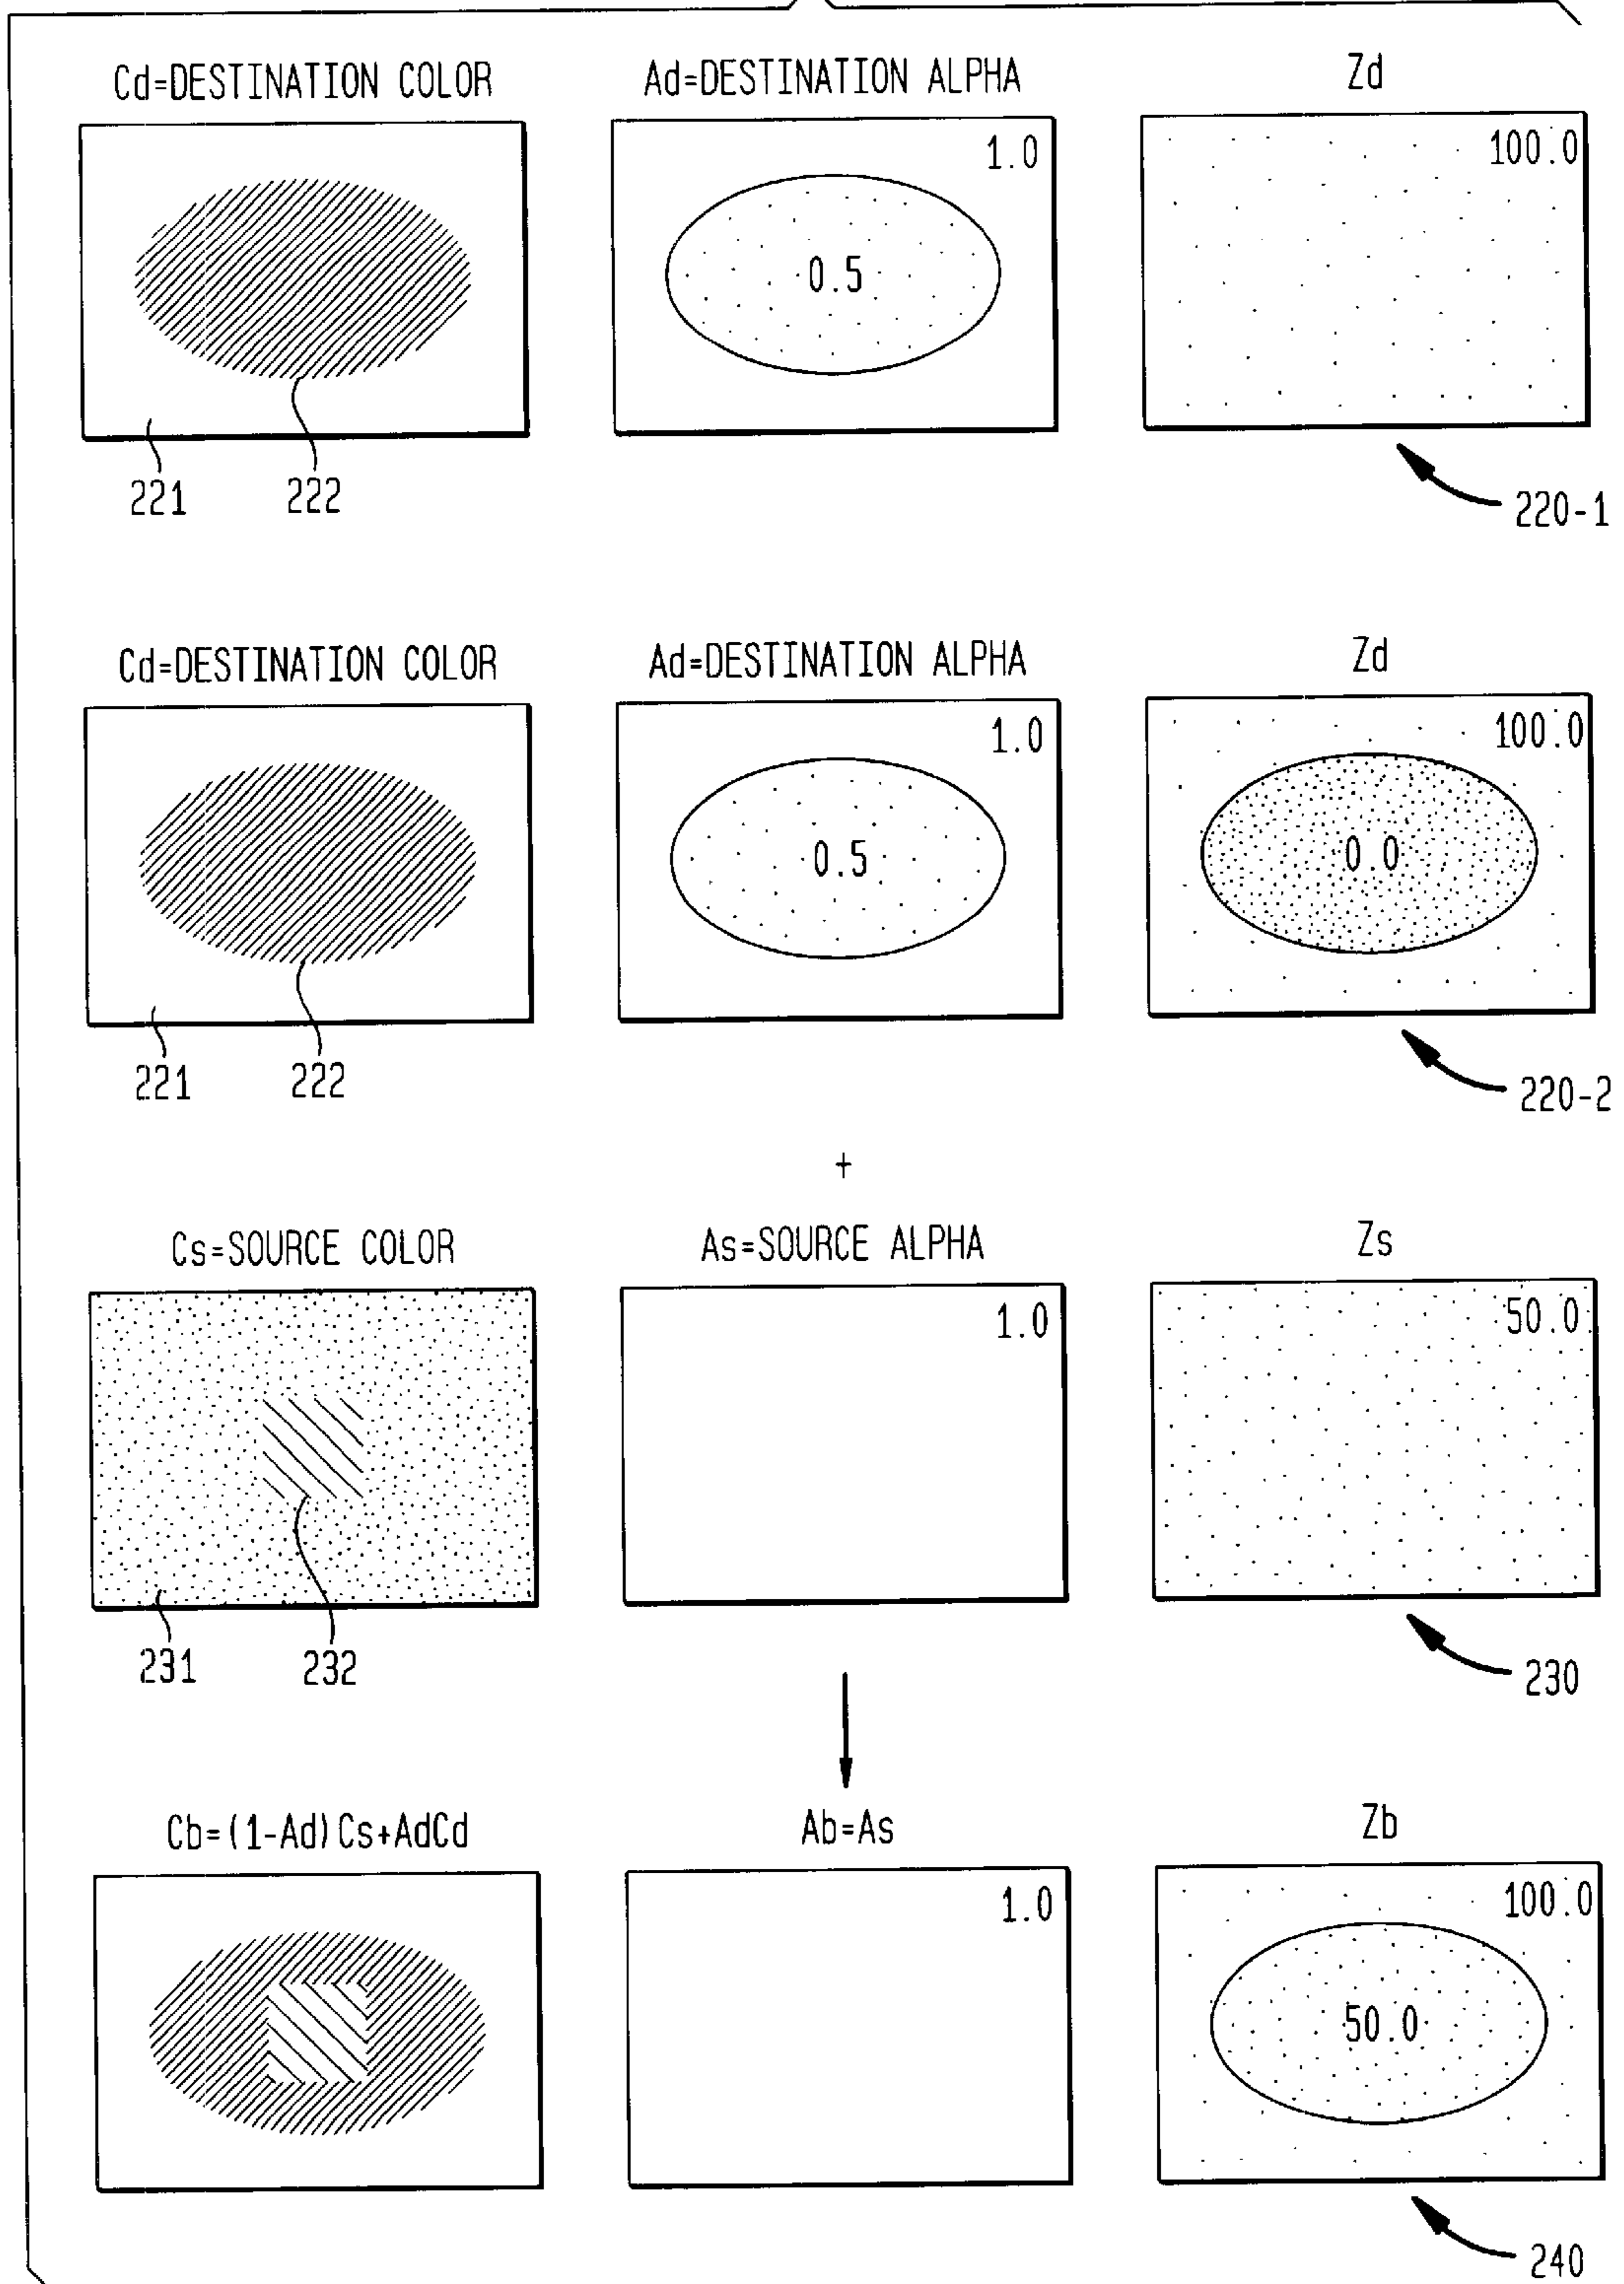 Cd=DESTINATION COLOR
Ad=DESTINATION ALPHA
Zd
1.0
100.0
0.5
221
222
220-1
Cd=DESTINATION COLOR
Ad=DESTINATION ALPHA
Zd
1.0
100.0
0.5
0.0
221
222
220-2
+
Cs=SOURCE COLOR
As=SOURCE ALPHA
Zs
1.0
50.0
231
232
230
Cb=(1-Ad)Cs+AdCd
Ab=As
Zb
1.0
100.0
50.0
240